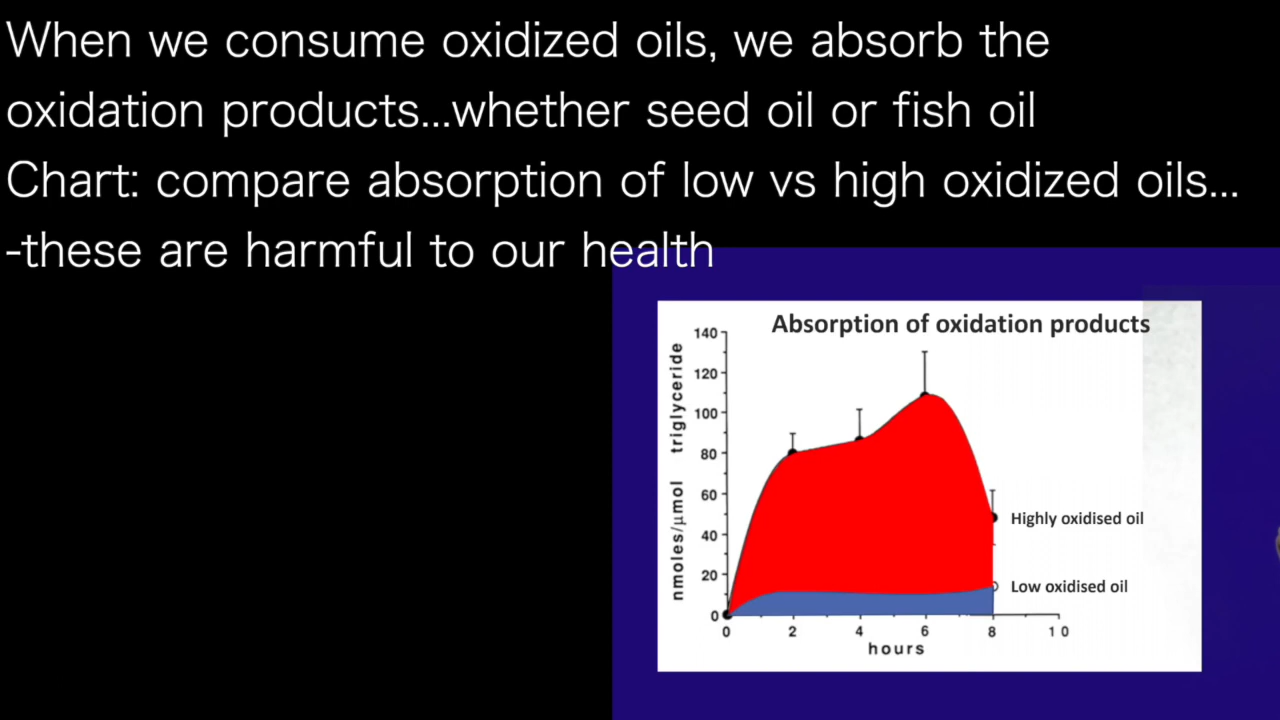 When we consume oxidized oils, we absorb the
oxidation products...whether seed oil or fish oil
Chart: compare absorption of low vs high oxidized oils...
-these are harmful to our health
Absorption of oxidation products
nmoles/μmol triglyceride
140
120
100
80
60
40
20
0
Highly oxidised oil
Low oxidised oil
0 2 4 6 8 10
hours